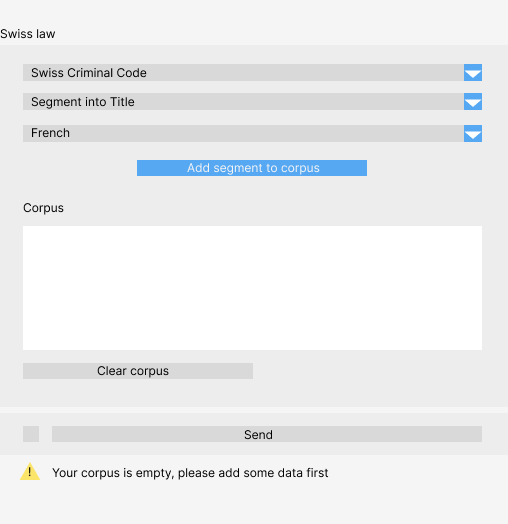 Swiss law
Swiss Criminal Code
Segment into Title
French
Add segment to corpus
Corpus
Clear corpus
Send
! Your corpus is empty, please add some data first